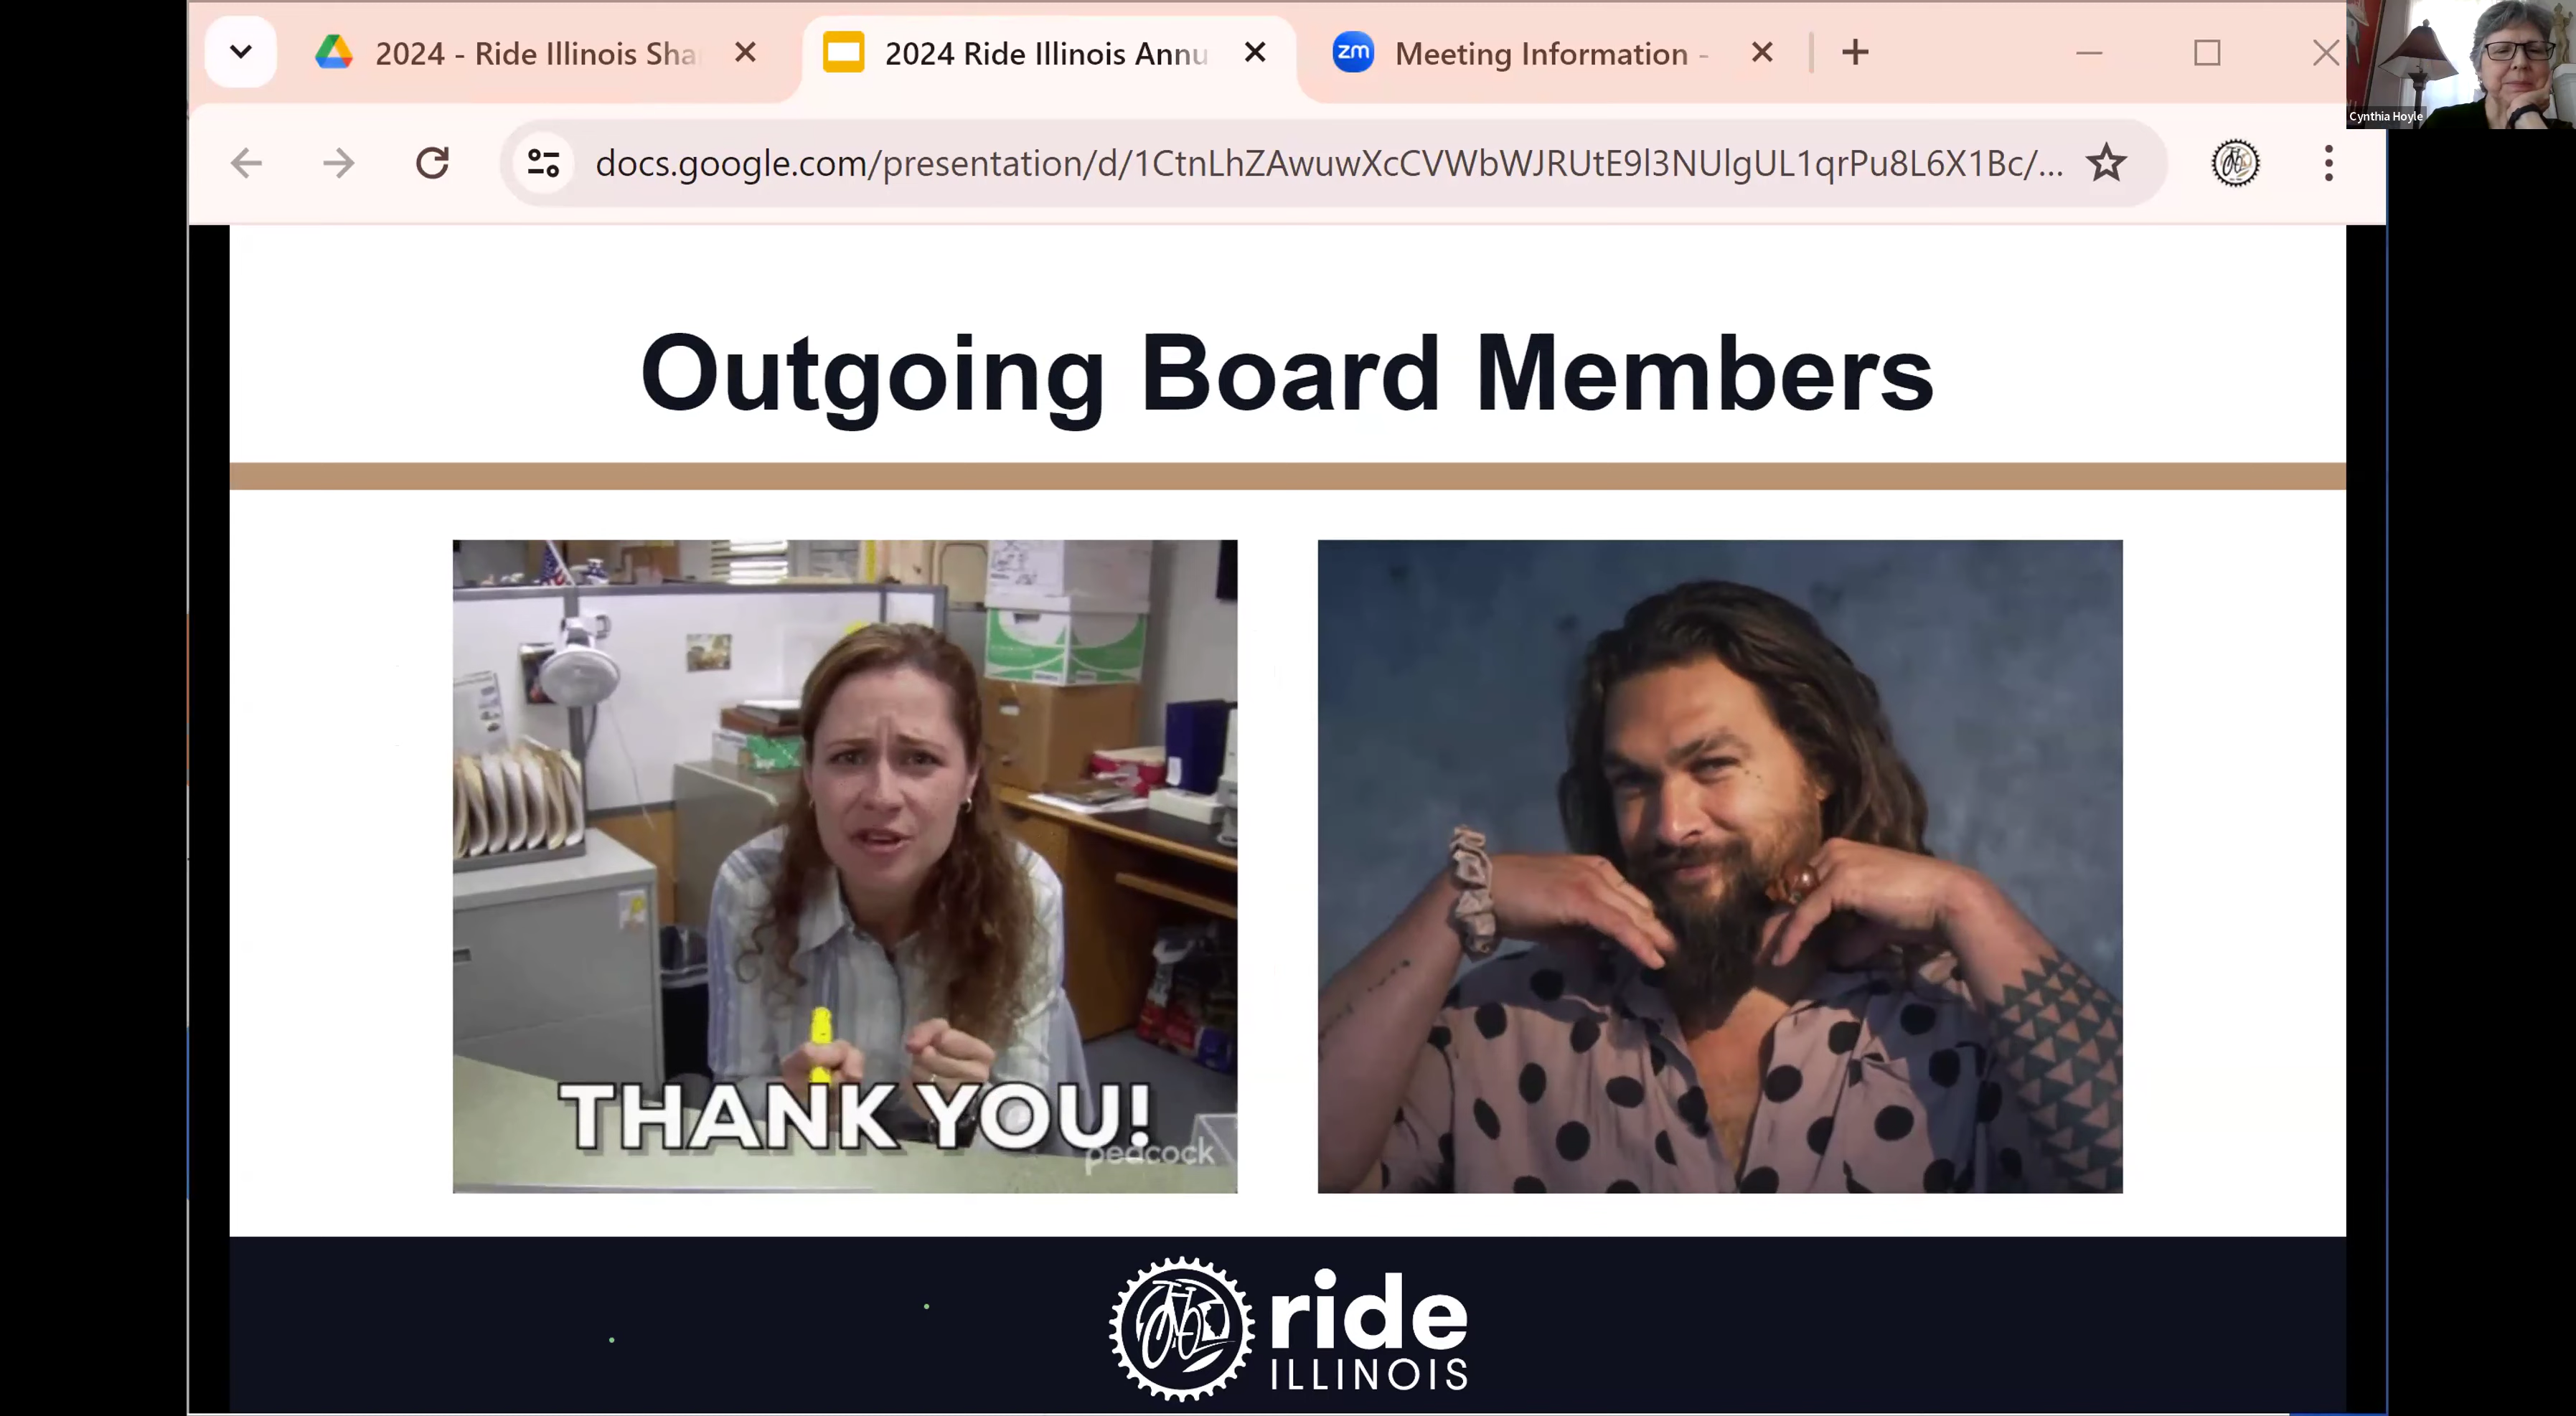 2024 - Ride Illinois Sha
2024 Ride Illinois Annu
zm
Meeting Information -
Cynthia Hoyle
docs.google.com/presentation/d/1CtnLhZAwuwXcCVWbWJRUtE9l3NUlgUL1qrPu8L6X1Bc/...
Outgoing Board Members
THANK YOU!
peacock
ride
ILLINOIS